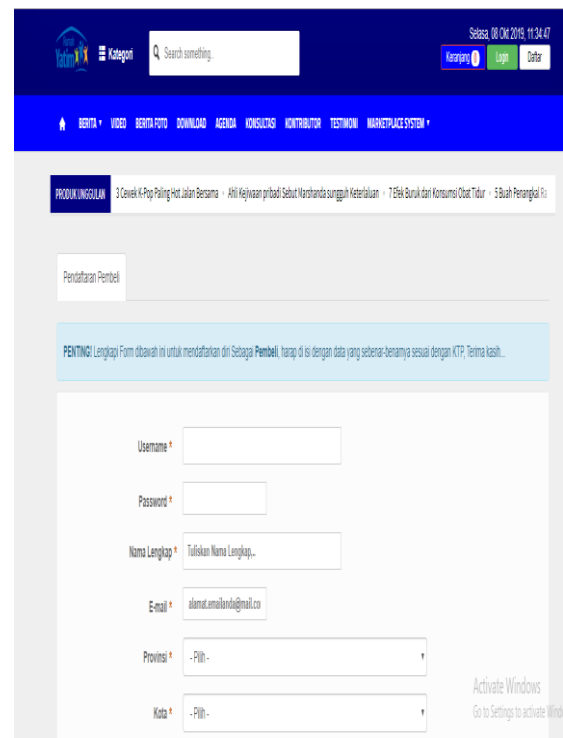 Rumah
Yatim
Kategori
Search something..
Selasa, 08 Okt 2019, 11:34:47
Keranjang 0 Login Daftar
BERITA VIDEO BERITA FOTO DOWNLOAD AGENDA KONSULTASI KONTRIBUTOR TESTIMONI MARKETPLACE SYSTEM
PRODUK UNGGULAN 3 Cewek K-Pop Paling Hot Jalan Bersama Ahli Kejiwaan pribadi Sebut Marshanda sungguh Keterlaluan 7 Efek Buruk dari Konsumsi Obat Tidur 5 Buah Penangkal Ra
Pendaftaran Pembeli
PENTING! Lengkapi Form dibawah ini untuk mendaftarkan diri Sebagai Pembeli, harap di isi dengan data yang sebenar-benarnya sesuai dengan KTP, Terima kasih...
Username *
Password *
Nama Lengkap * Tuliskan Nama Lengkap...
E-mail * alamat.emailanda@mail.co
Provinsi * - Pilih -
Kota * - Pilih -
Activate Windows
Go to Settings to activate Wind